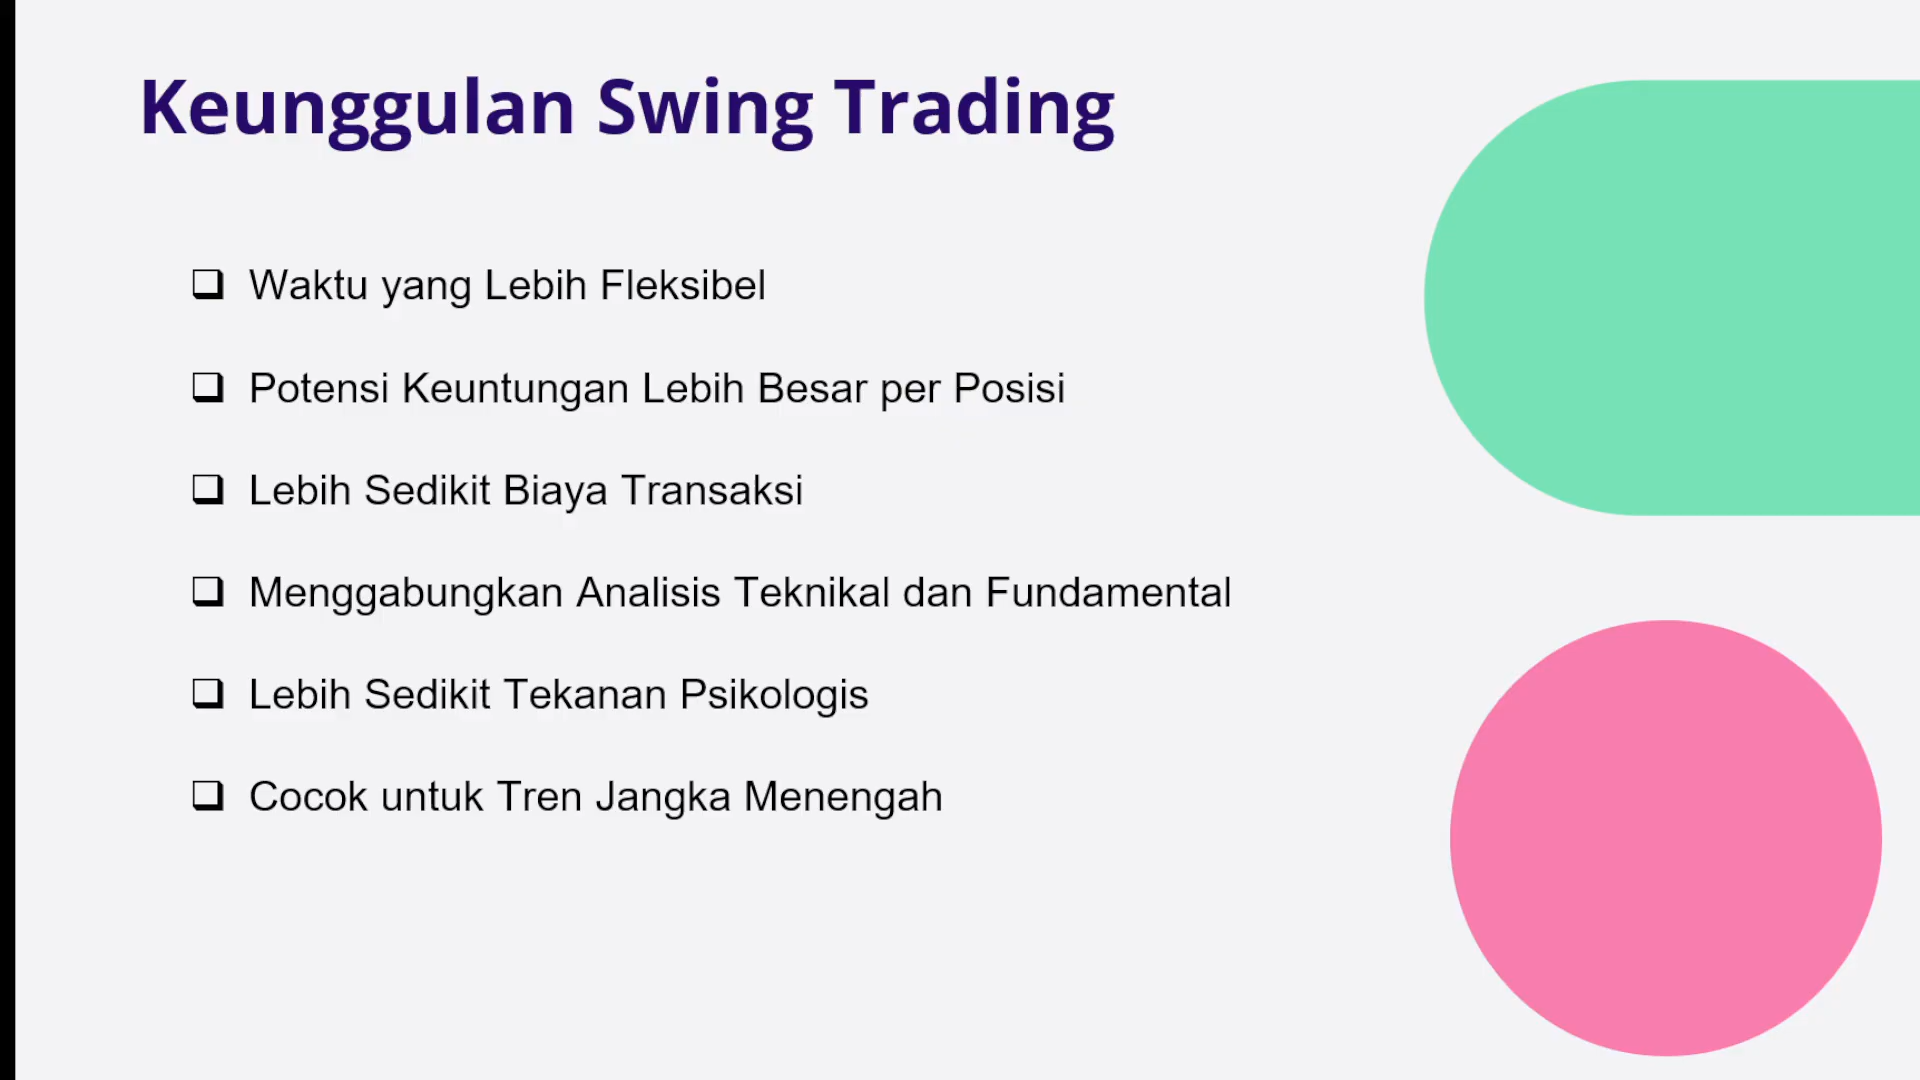 Keunggulan Swing Trading
❑ Waktu yang Lebih Fleksibel
❑ Potensi Keuntungan Lebih Besar per Posisi
❑ Lebih Sedikit Biaya Transaksi
❑ Menggabungkan Analisis Teknikal dan Fundamental
❑ Lebih Sedikit Tekanan Psikologis
❑ Cocok untuk Tren Jangka Menengah